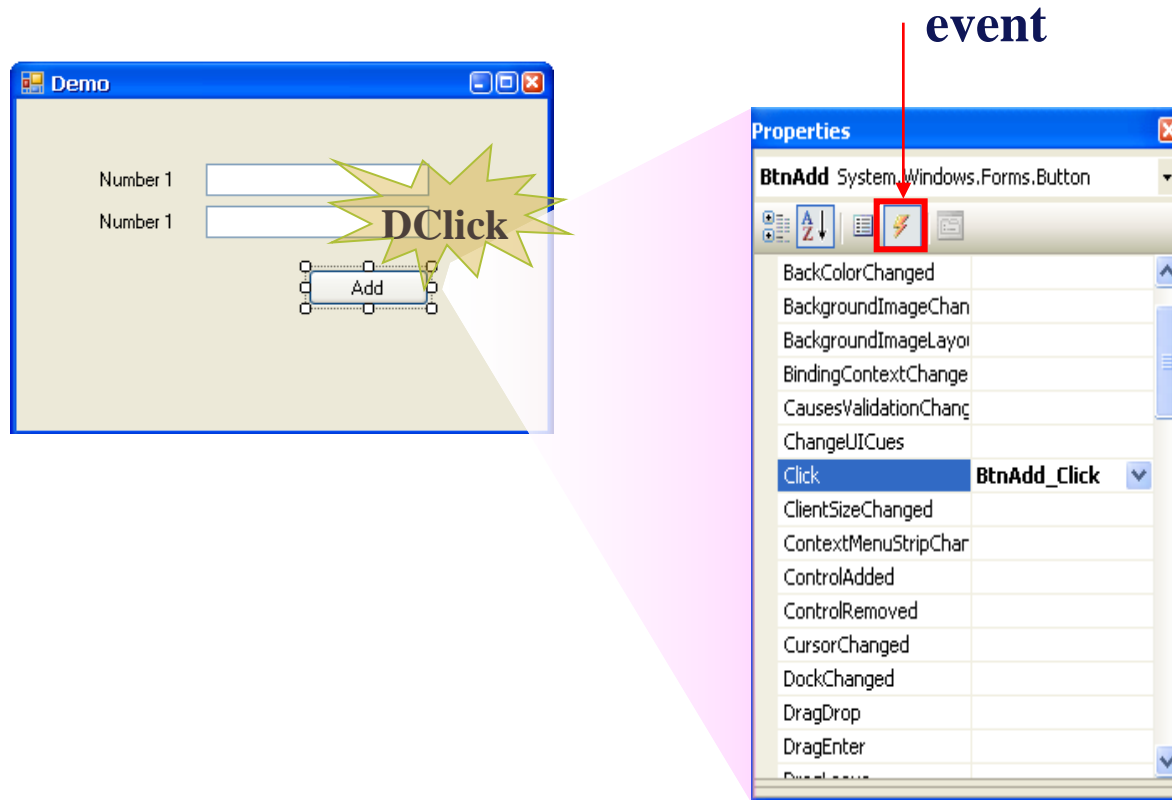 event
Demo
Number 1
Number 1
DClick
Add
Properties
BtnAdd System.Windows.Forms.Button
BackColorChanged
BackgroundImageChan
BackgroundImageLayou
BindingContextChange
CausesValidationChang
ChangeUICues
Click BtnAdd_Click
ClientSizeChanged
ContextMenuStripChan
ControlAdded
ControlRemoved
CursorChanged
DockChanged
DragDrop
DragEnter